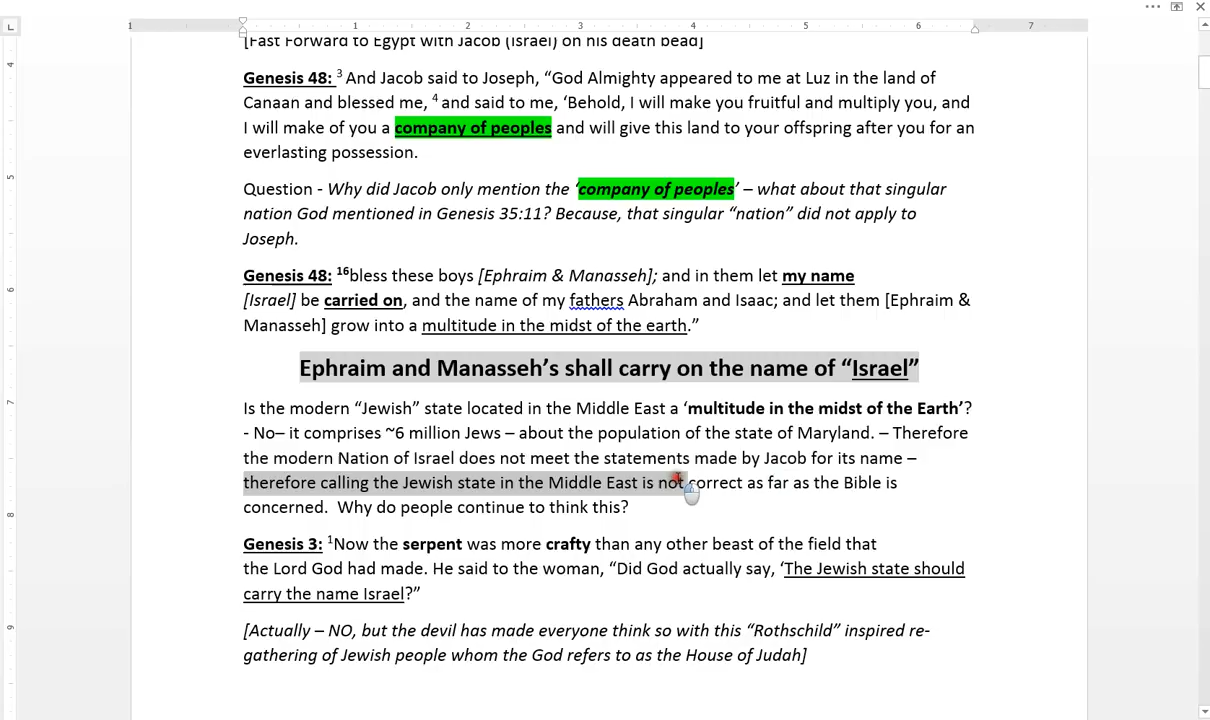 1 1 2 3 4 5 6 7
[Fast Forward to Egypt with Jacob (Israel) on his death bead]
Genesis 48: 3 And Jacob said to Joseph, “God Almighty appeared to me at Luz in the land of
Canaan and blessed me, 4 and said to me, ‘Behold, I will make you fruitful and multiply you, and
I will make of you a company of peoples and will give this land to your offspring after you for an
everlasting possession.
Question - Why did Jacob only mention the ‘company of peoples’ – what about that singular
nation God mentioned in Genesis 35:11? Because, that singular “nation” did not apply to
Joseph.
Genesis 48: 16bless these boys [Ephraim & Manasseh]; and in them let my name
[Israel] be carried on, and the name of my fathers Abraham and Isaac; and let them [Ephraim &
Manasseh] grow into a multitude in the midst of the earth.”
Ephraim and Manasseh’s shall carry on the name of “Israel”
Is the modern “Jewish” state located in the Middle East a ‘multitude in the midst of the Earth’?
- No– it comprises ~6 million Jews – about the population of the state of Maryland. – Therefore
the modern Nation of Israel does not meet the statements made by Jacob for its name –
therefore calling the Jewish state in the Middle East is not correct as far as the Bible is
concerned.  Why do people continue to think this?
Genesis 3: 1Now the serpent was more crafty than any other beast of the field that
the Lord God had made. He said to the woman, “Did God actually say, ‘The Jewish state should
carry the name Israel?”
[Actually – NO, but the devil has made everyone think so with this “Rothschild” inspired re-
gathering of Jewish people whom the God refers to as the House of Judah]
4
5
6
7
8
9